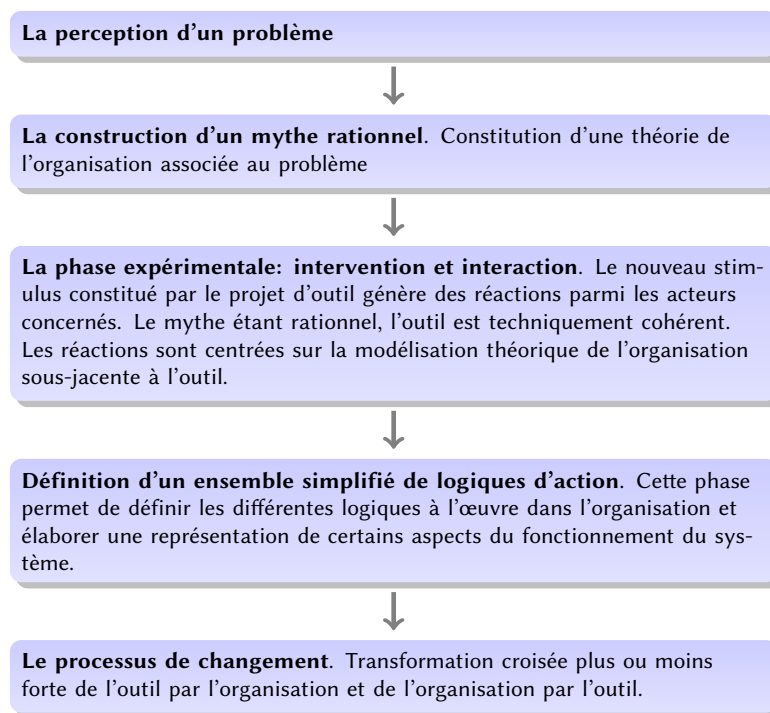 La perception d'un problème
La construction d'un mythe rationnel. Constitution d'une théorie de
l'organisation associée au problème
La phase expérimentale: intervention et interaction. Le nouveau stim-
ulus constitué par le projet d'outil génère des réactions parmi les acteurs
concernés. Le mythe étant rationnel, l'outil est techniquement cohérent.
Les réactions sont centrées sur la modélisation théorique de l'organisation
sous-jacente à l'outil.
Définition d'un ensemble simplifié de logiques d'action. Cette phase
permet de définir les différentes logiques à l'œuvre dans l'organisation et
élaborer une représentation de certains aspects du fonctionnement du sys-
tème.
Le processus de changement. Transformation croisée plus ou moins
forte de l'outil par l'organisation et de l'organisation par l'outil.